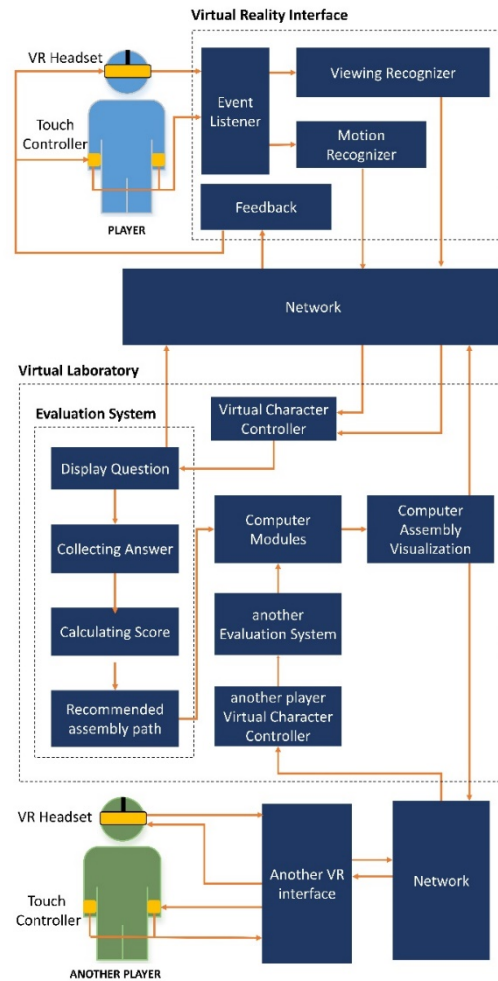 Virtual Reality Interface
VR Headset
Viewing Recognizer
Event
Listener
Touch
Controller
Motion
Recognizer
Feedback
PLAYER
Network
Virtual Laboratory
Evaluation System
Virtual Character
Controller
Display Question
Collecting Answer
Computer
Modules
Computer
Assembly
Visualization
Calculating Score
another
Evaluation System
Recommended
assembly path
another player
Virtual Character
Controller
VR Headset
Another VR
interface
Network
Touch
Controller
ANOTHER PLAYER